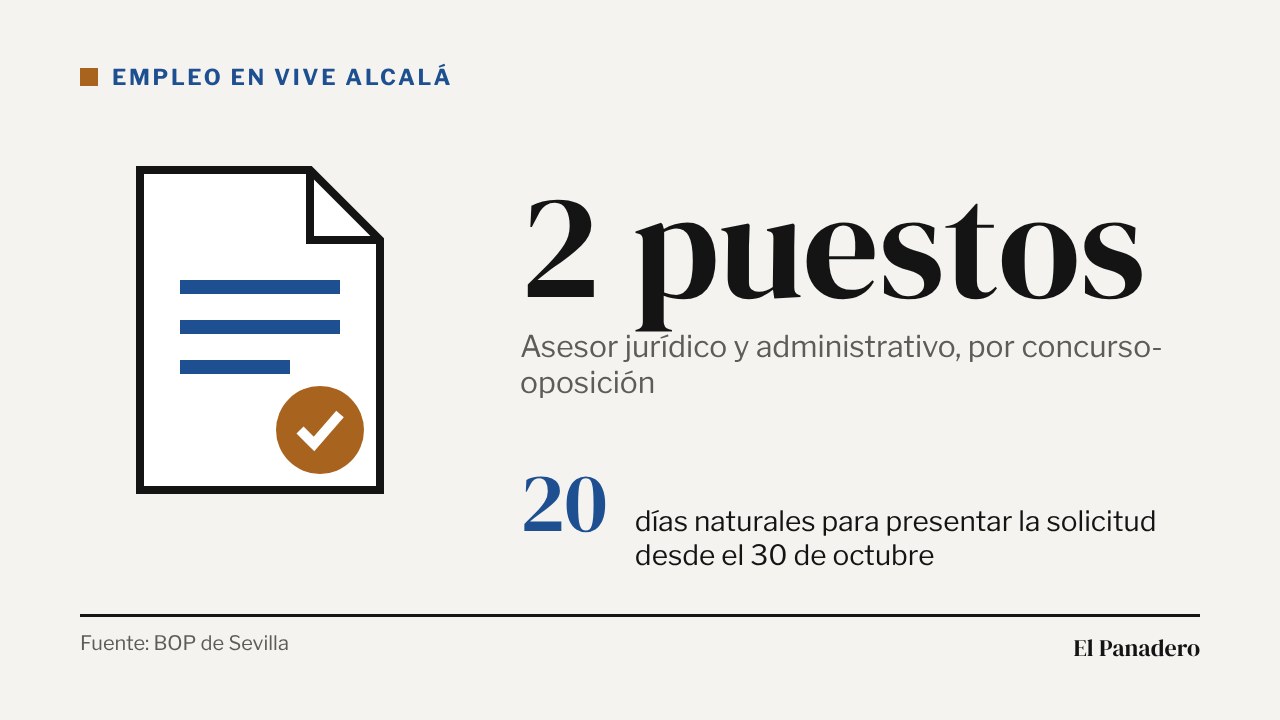 EMPLEO EN VIVE ALCALÁ
2 puestos
Asesor jurídico y administrativo, por concurso-
oposición
20
días naturales para presentar la solicitud
desde el 30 de octubre
Fuente: BOP de Sevilla
El Panadero